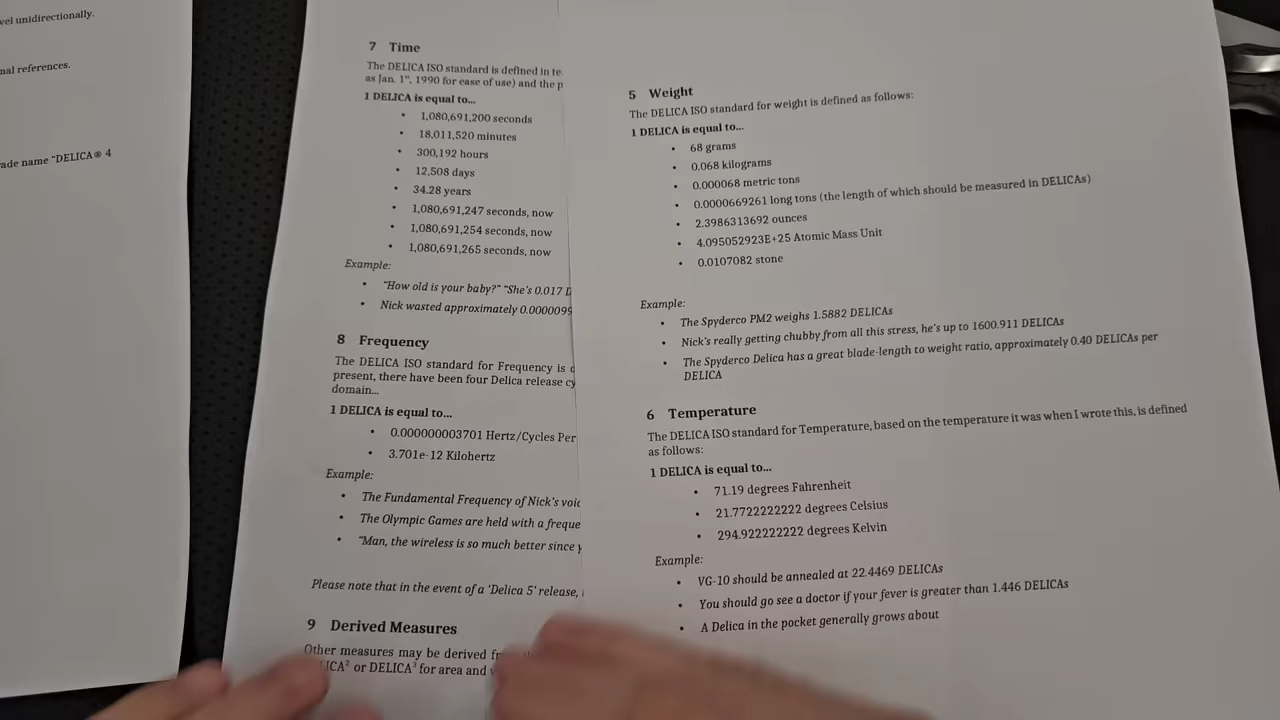 vel unidirectionally.
nal references.
ade name "DELICA® 4
7 Time
The DELICA ISO standard is defined in te
as Jan. 1st, 1990 for ease of use) and the p
1 DELICA is equal to...
• 1,080,691,200 seconds
• 18,011,520 minutes
• 300,192 hours
• 12,508 days
• 34.28 years
• 1,080,691,247 seconds, now
• 1,080,691,254 seconds, now
• 1,080,691,265 seconds, now
Example:
• "How old is your baby?" "She's 0.017 D
• Nick wasted approximately 0.0000099
8 Frequency
The DELICA ISO standard for Frequency is d
present, there have been four Delica release cy
domain...
1 DELICA is equal to...
• 0.000000003701 Hertz/Cycles Per
• 3.701e-12 Kilohertz
Example:
• The Fundamental Frequency of Nick's voic
• The Olympic Games are held with a freque
• "Man, the wireless is so much better since y
Please note that in the event of a 'Delica 5' release,
9 Derived Measures
Other measures may be derived fr
ICA² or DELICA³ for area and v
5 Weight
The DELICA ISO standard for weight is defined as follows:
1 DELICA is equal to...
• 68 grams
• 0.068 kilograms
• 0.000068 metric tons
• 0.0000669261 long tons (the length of which should be measured in DELICAs)
• 2.3986313692 ounces
• 4.095052923E+25 Atomic Mass Unit
• 0.0107082 stone
Example:
• The Spyderco PM2 weighs 1.5882 DELICAs
• Nick's really getting chubby from all this stress, he's up to 1600.911 DELICAs
• The Spyderco Delica has a great blade-length to weight ratio, approximately 0.40 DELICAs per
DELICA
6 Temperature
The DELICA ISO standard for Temperature, based on the temperature it was when I wrote this, is defined
as follows:
1 DELICA is equal to...
• 71.19 degrees Fahrenheit
• 21.7722222222 degrees Celsius
• 294.922222222 degrees Kelvin
Example:
• VG-10 should be annealed at 22.4469 DELICAs
• You should go see a doctor if your fever is greater than 1.446 DELICAs
• A Delica in the pocket generally grows about